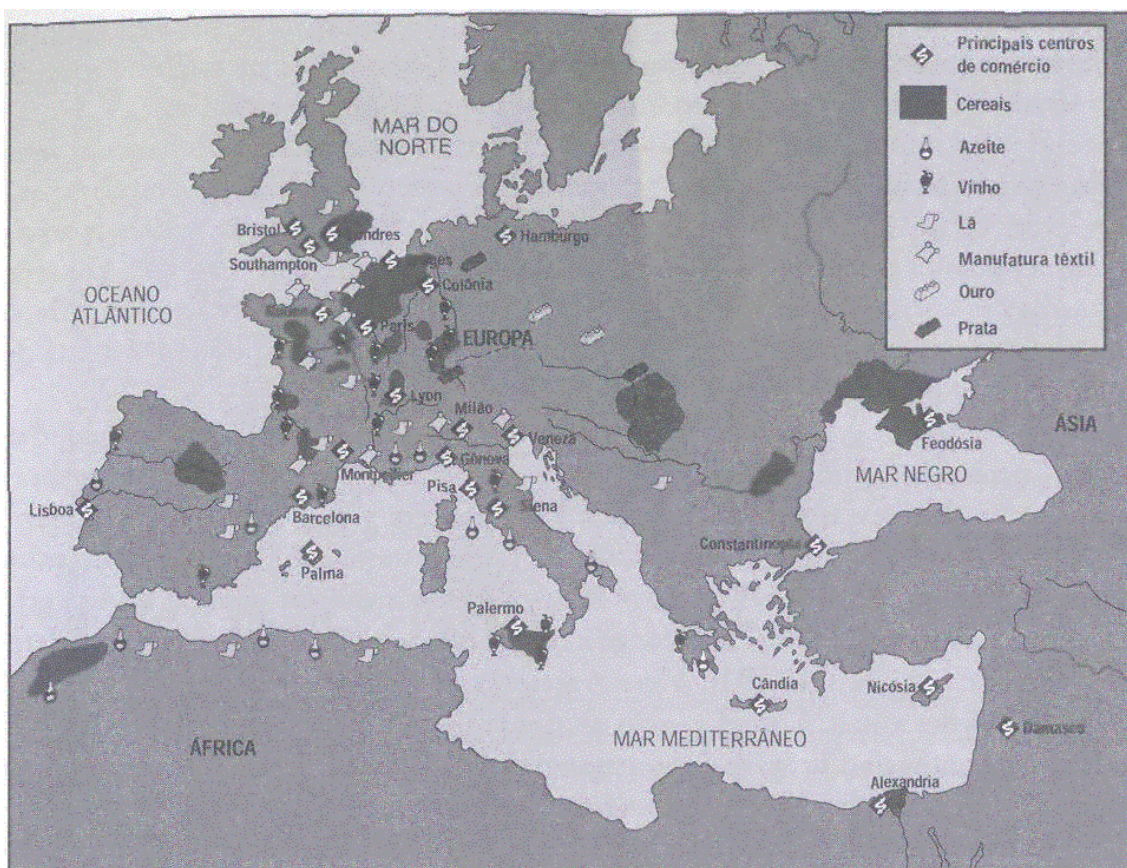 Principais centros
de comércio
Cereais
Azeite
Vinho
Lã
Manufatura têxtil
Ouro
Prata
MAR DO
NORTE
Bristol
Southampton
Hamburgo
Colônia
OCEANO
ATLÂNTICO
Paris
EUROPA
Lyon
Milão
Veneza
Feodósia
ÁSIA
Montpellier
Gênova
MAR NEGRO
Pisa
Siena
Lisboa
Barcelona
Constantinopla
Palma
Palermo
Cândia
Nicósia
Damasco
MAR MEDITERRÂNEO
ÁFRICA
Alexandria